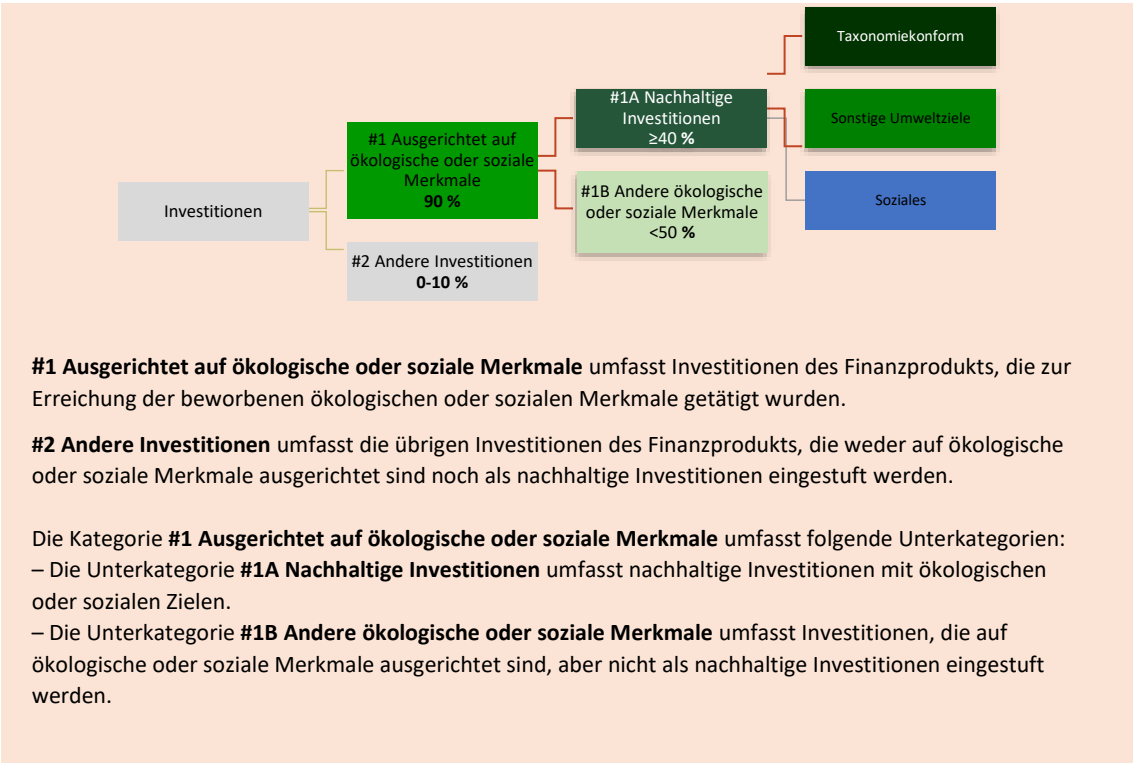 Taxonomiekonform
#1A Nachhaltige
Investitionen
≥40 %
Sonstige Umweltziele
#1 Ausgerichtet auf
ökologische oder soziale
Merkmale
90 %
#1B Andere ökologische
oder soziale Merkmale
<50 %
Soziales
Investitionen
#2 Andere Investitionen
0-10 %
#1 Ausgerichtet auf ökologische oder soziale Merkmale umfasst Investitionen des Finanzprodukts, die zur
Erreichung der beworbenen ökologischen oder sozialen Merkmale getätigt wurden.
#2 Andere Investitionen umfasst die übrigen Investitionen des Finanzprodukts, die weder auf ökologische
oder soziale Merkmale ausgerichtet sind noch als nachhaltige Investitionen eingestuft werden.
Die Kategorie #1 Ausgerichtet auf ökologische oder soziale Merkmale umfasst folgende Unterkategorien:
– Die Unterkategorie #1A Nachhaltige Investitionen umfasst nachhaltige Investitionen mit ökologischen
oder sozialen Zielen.
– Die Unterkategorie #1B Andere ökologische oder soziale Merkmale umfasst Investitionen, die auf
ökologische oder soziale Merkmale ausgerichtet sind, aber nicht als nachhaltige Investitionen eingestuft
werden.